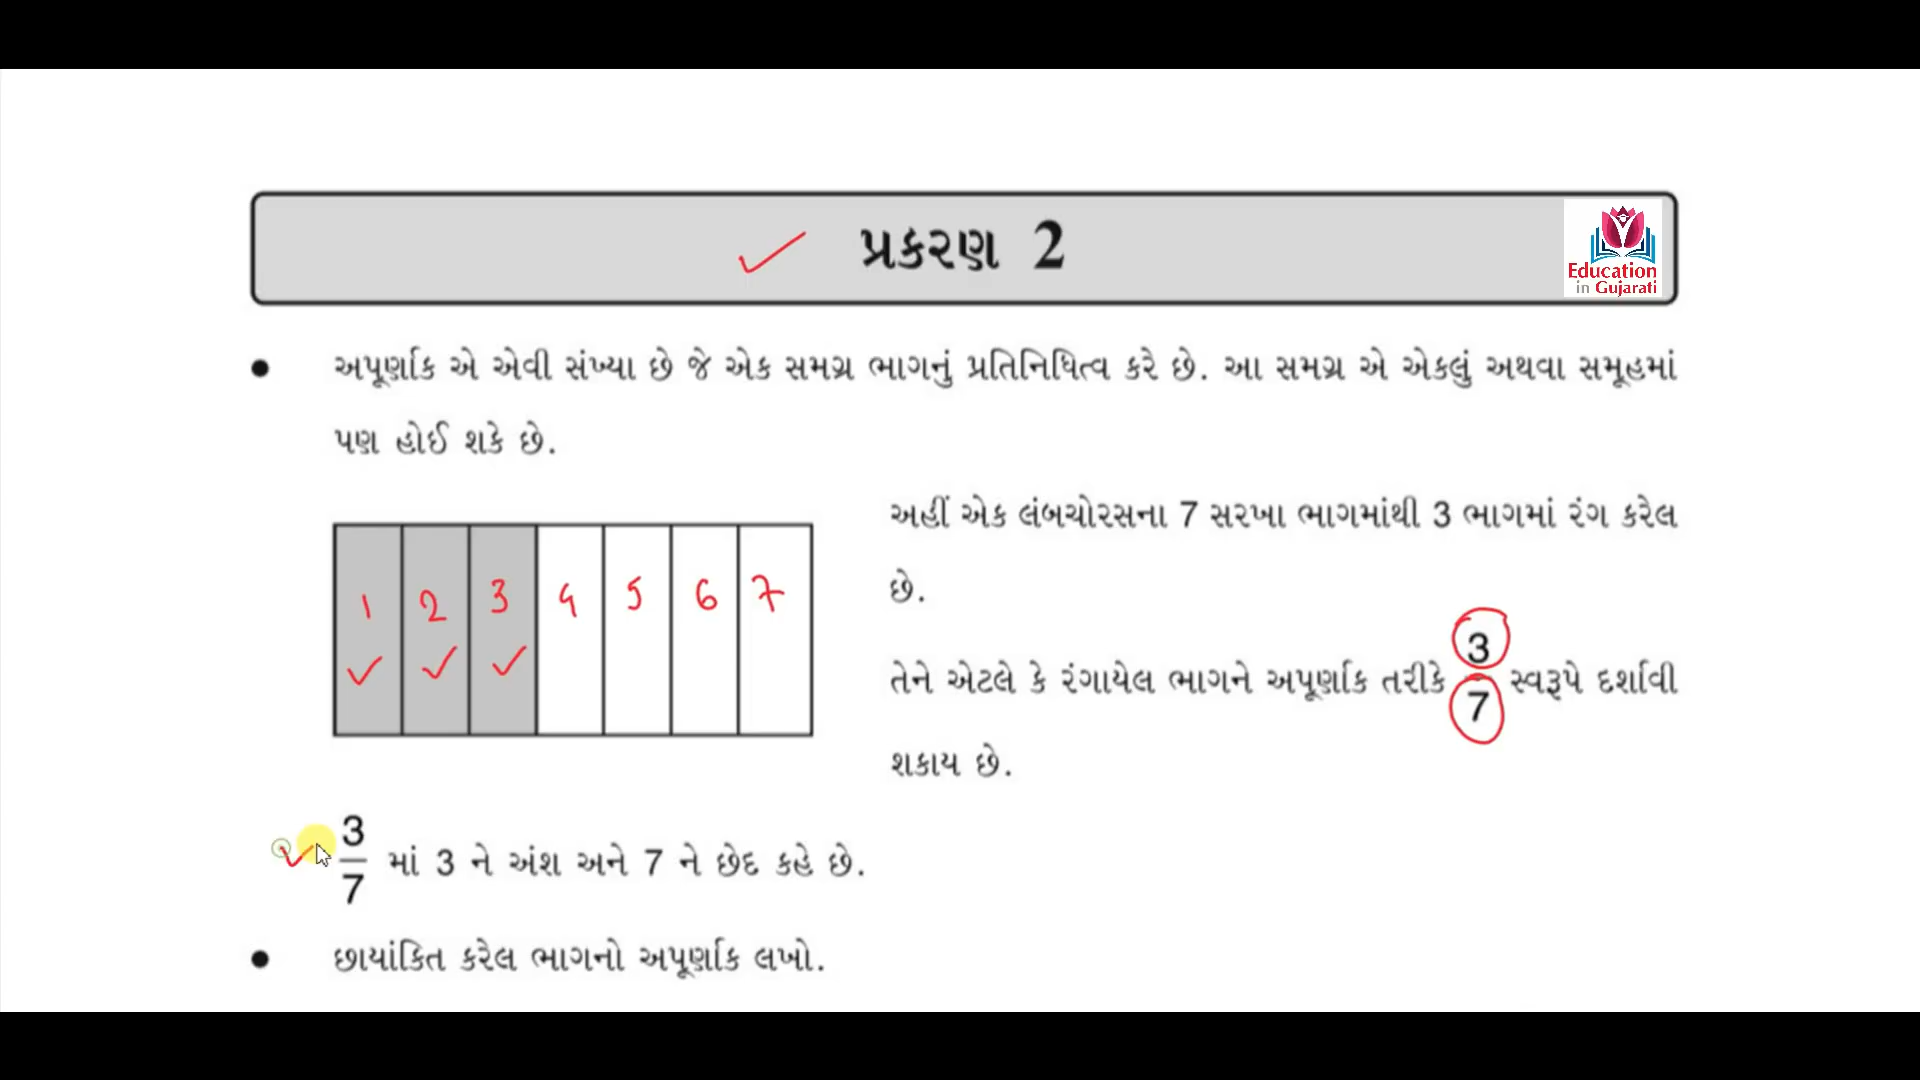 પ્રકરણ 2
Education
in Gujarati
● અપૂર્ણાંક એ એવી સંખ્યા છે જે એક સમગ્ર ભાગનું પ્રતિનિધિત્વ કરે છે. આ સમગ્ર એ એકલું અથવા સમૂહમાં
પણ હોઈ શકે છે.
1 2 3 4 5 6 7
અહીં એક લંબચોરસના 7 સરખા ભાગમાંથી 3 ભાગમાં રંગ કરેલ
છે.
તેને એટલે કે રંગાયેલ ભાગને અપૂર્ણાંક તરીકે 3/7 સ્વરૂપે દર્શાવી
શકાય છે.
3/7 માં 3 ને અંશ અને 7 ને છેદ કહે છે.
● છાયાંકિત કરેલ ભાગનો અપૂર્ણાંક લખો.